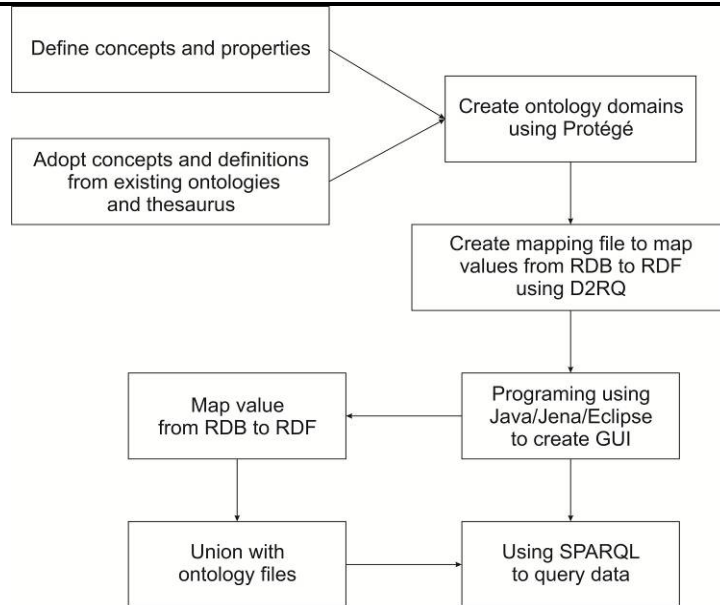 Define concepts and properties
Adopt concepts and definitions
from existing ontologies
and thesaurus
Create ontology domains
using Protégé
Create mapping file to map
values from RDB to RDF
using D2RQ
Programing using
Java/Jena/Eclipse
to create GUI
Map value
from RDB to RDF
Union with
ontology files
Using SPARQL
to query data